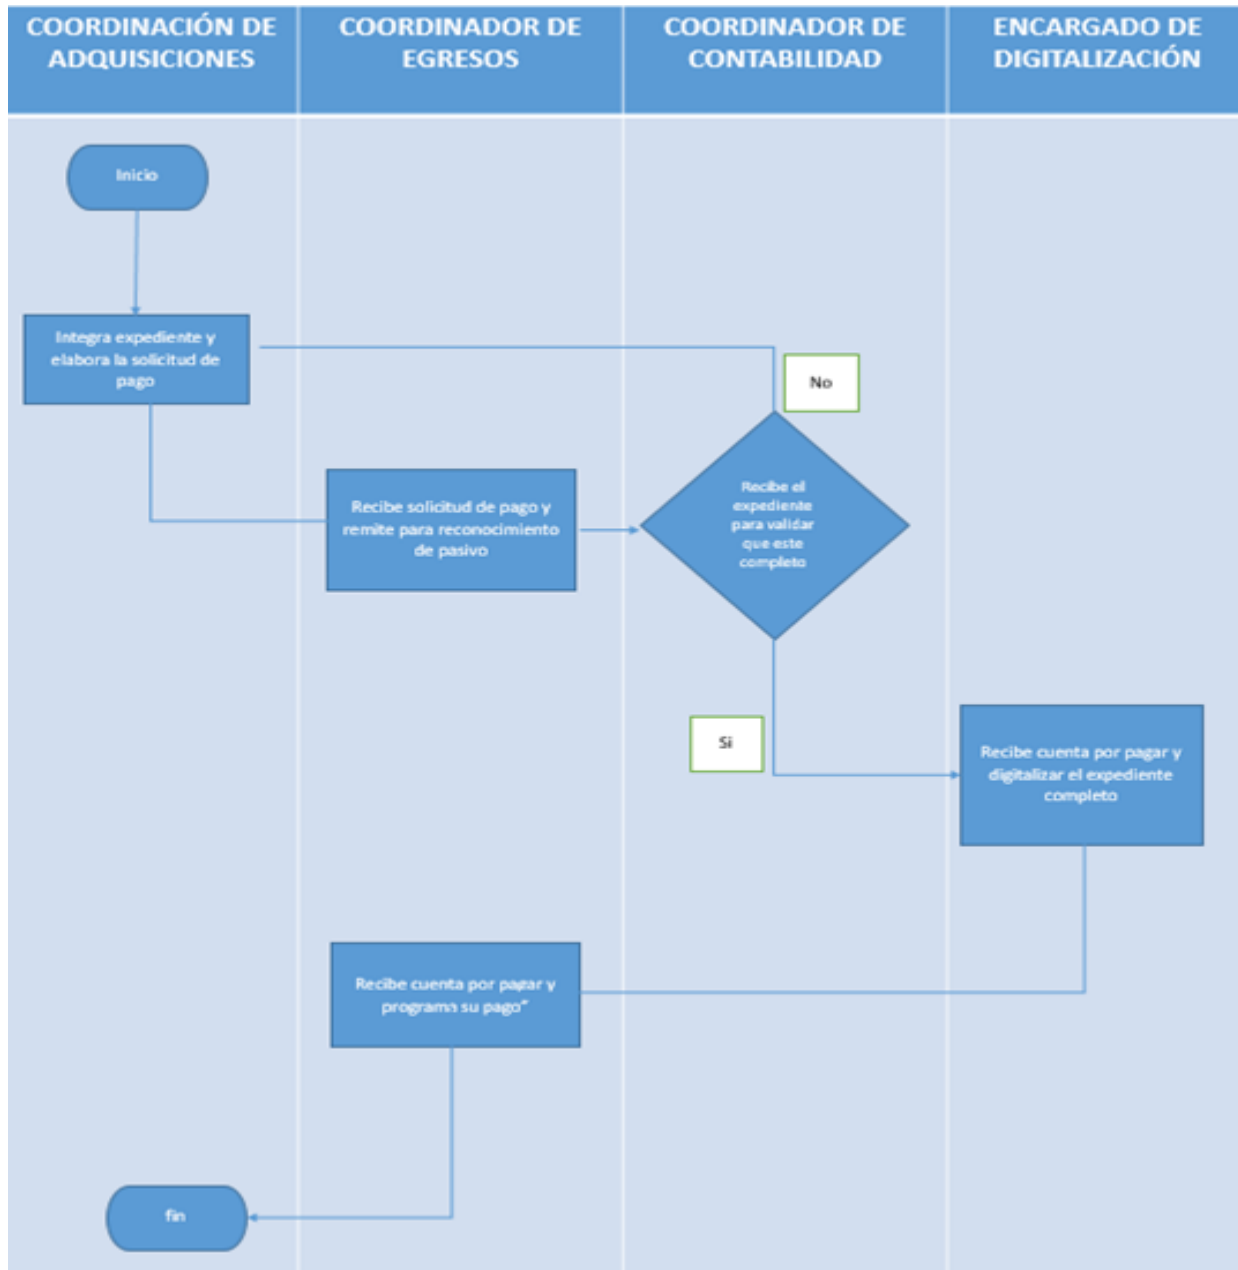 COORDINACIÓN DE
ADQUISICIONES
COORDINADOR DE
EGRESOS
COORDINADOR DE
CONTABILIDAD
ENCARGADO DE
DIGITALIZACIÓN
Inicio
Integra expediente y
elabora la solicitud de
pago
No
Recibe solicitud de pago y
remite para reconocimiento
de pasivo
Recibe el
expediente
para validar
que este
completo
Si
Recibe cuenta por pagar y
digitalizar el expediente
completo
Recibe cuenta por pagar y
programa su pago”
fin